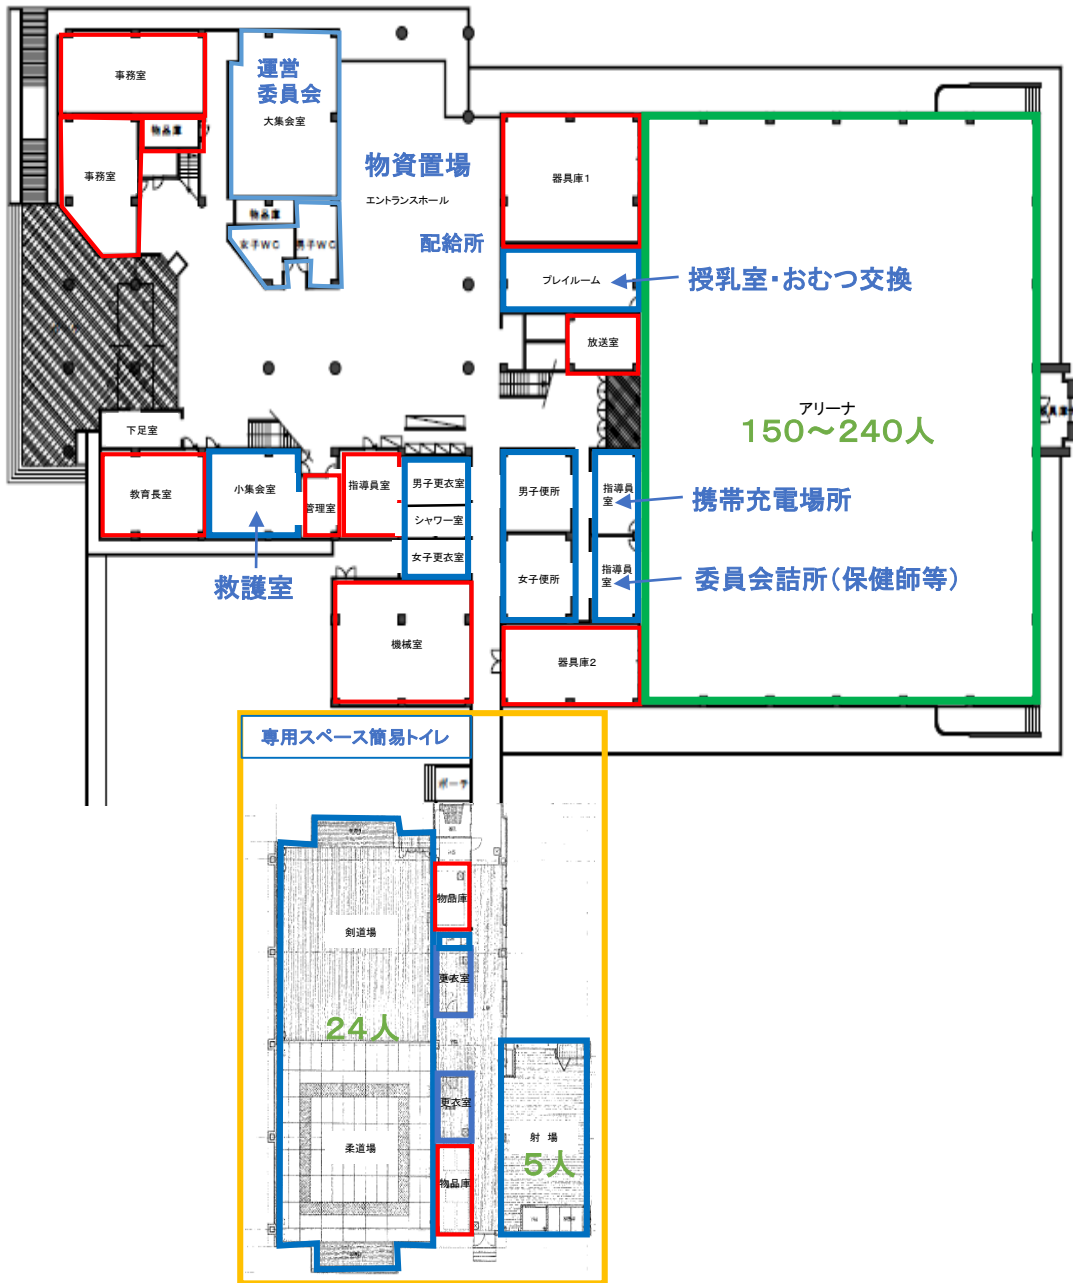 事務室
運営
委員会
大集会室
物品庫
事務室
物資置場
エントランスホール
器具庫1
物品庫
女子WC
男子WC
配給所
プレイルーム
授乳室・おむつ交換
放送室
アリーナ
150～240人
下足室
教育長室
小集会室
管理室
指導員室
男子更衣室
シャワー室
女子更衣室
男子便所
女子便所
指導員
室
携帯充電場所
指導員
室
委員会詰所（保健師等）
救護室
機械室
器具庫2
専用スペース簡易トイレ
ポーチ
物品庫
剣道場
更衣室
24人
更衣室
柔道場
物品庫
射 場
5人